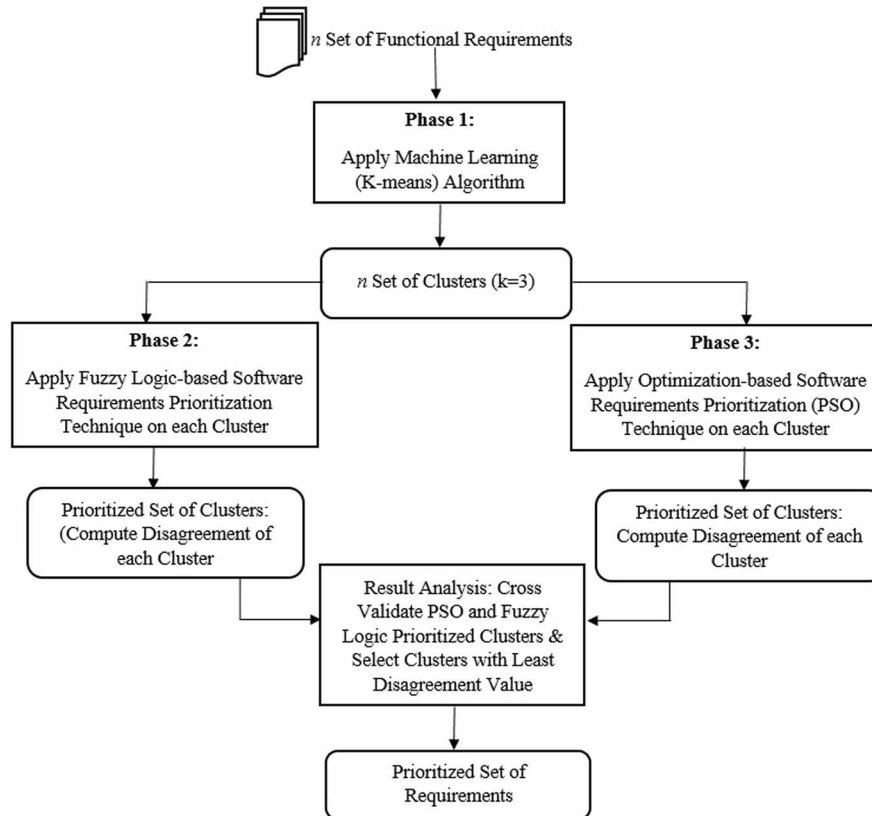 n Set of Functional Requirements
Phase 1:
Apply Machine Learning
(K-means) Algorithm
n Set of Clusters (k=3)
Phase 2:
Apply Fuzzy Logic-based Software
Requirements Prioritization
Technique on each Cluster
Phase 3:
Apply Optimization-based Software
Requirements Prioritization (PSO)
Technique on each Cluster
Prioritized Set of Clusters:
(Compute Disagreement of
each Cluster
Prioritized Set of Clusters:
Compute Disagreement of each
Cluster
Result Analysis: Cross
Validate PSO and Fuzzy
Logic Prioritized Clusters &
Select Clusters with Least
Disagreement Value
Prioritized Set of
Requirements